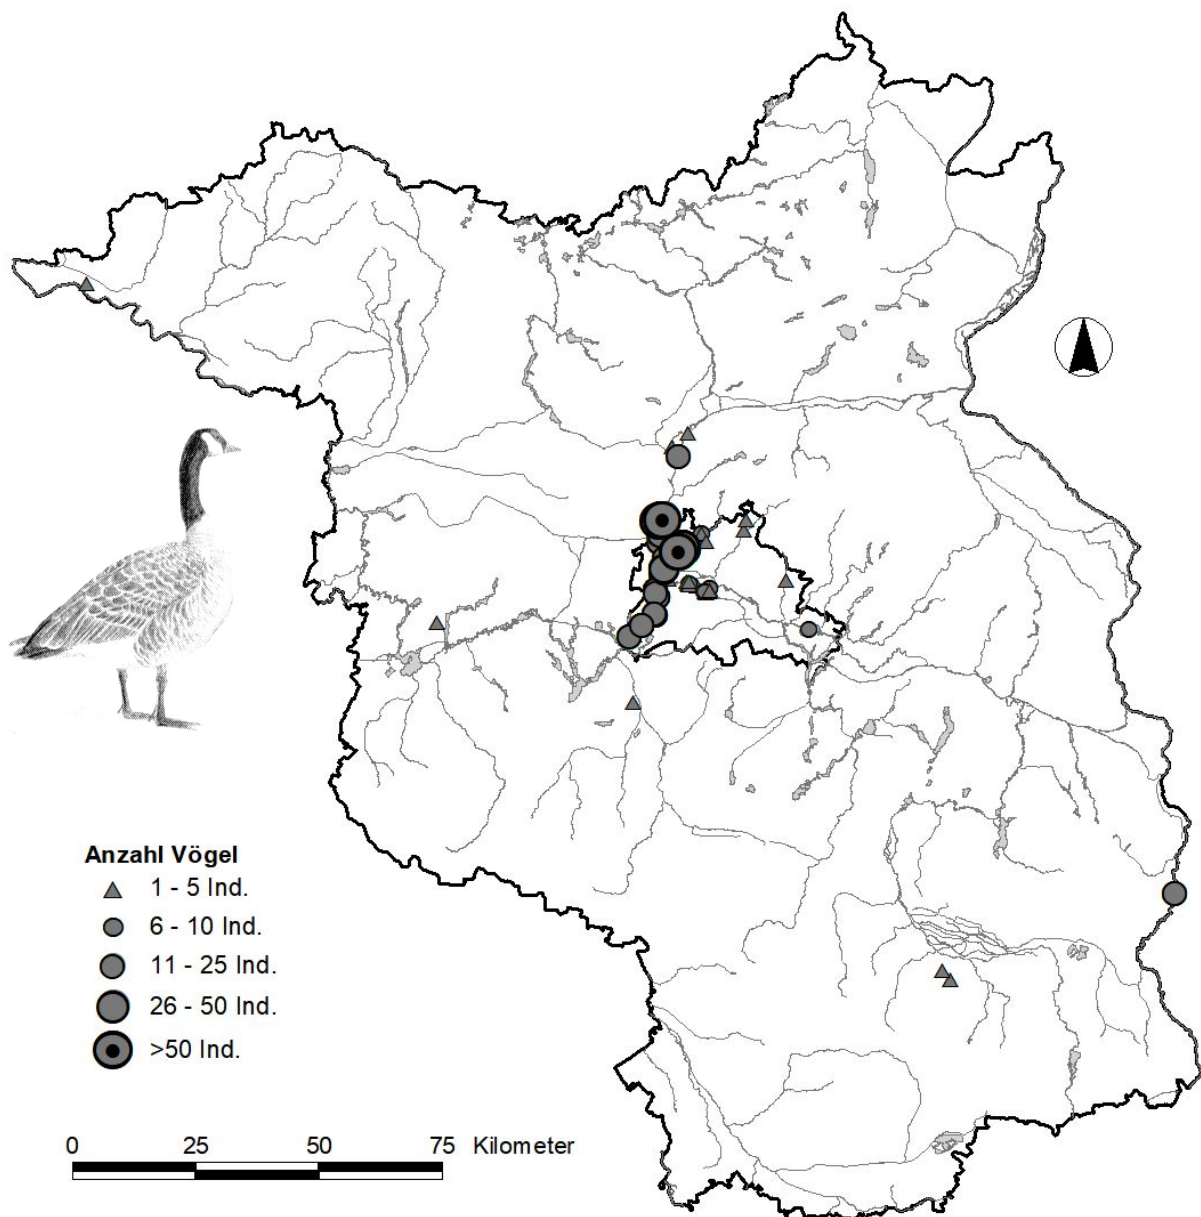 Anzahl Vögel
1 - 5 Ind.
6 - 10 Ind.
11 - 25 Ind.
26 - 50 Ind.
>50 Ind.
0 25 50 75 Kilometer